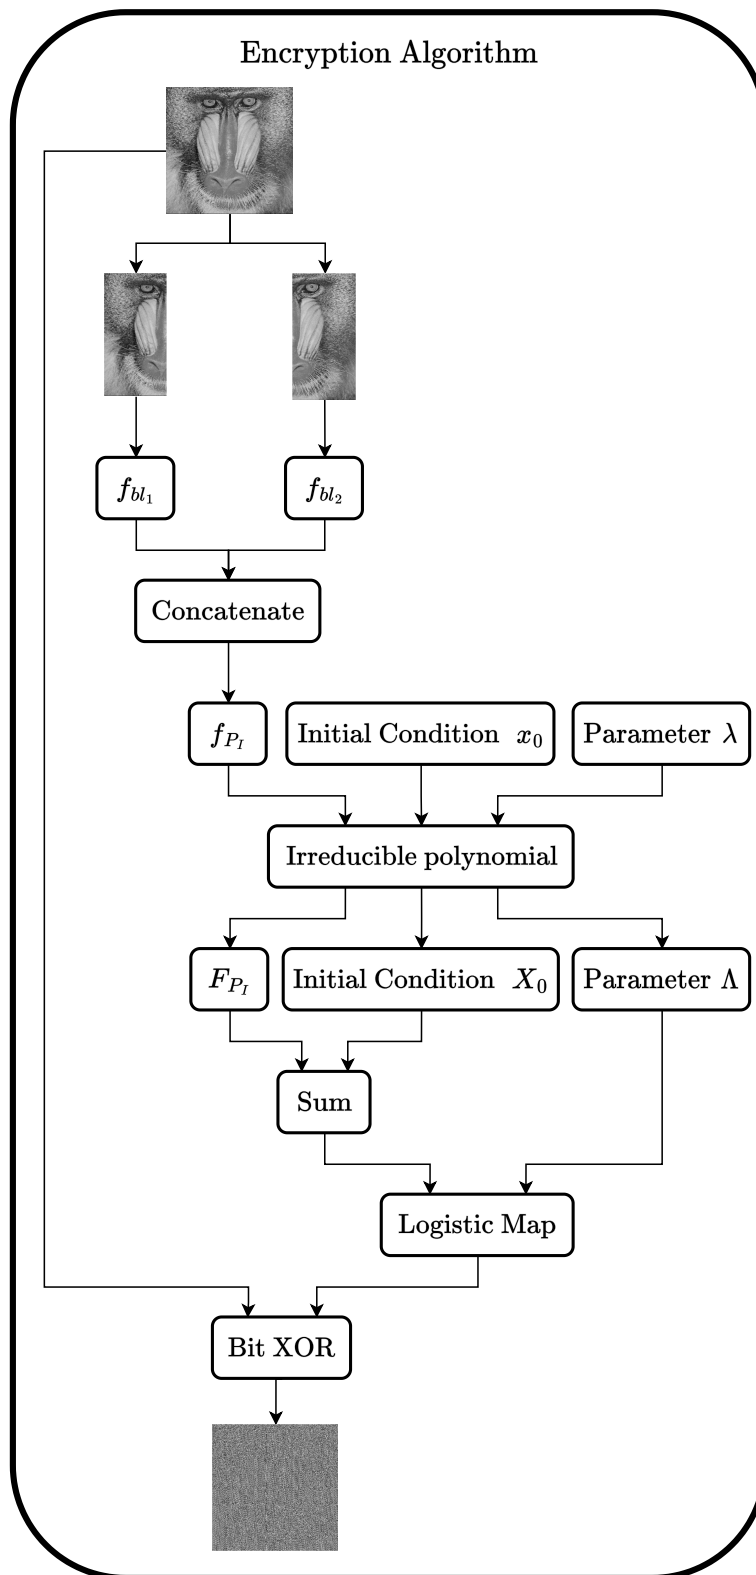 Encryption Algorithm
f_{bl_1}
f_{bl_2}
Concatenate
f_{P_I}
Initial Condition x_0
Parameter λ
Irreducible polynomial
F_{P_I}
Initial Condition X_0
Parameter Λ
Sum
Logistic Map
Bit XOR